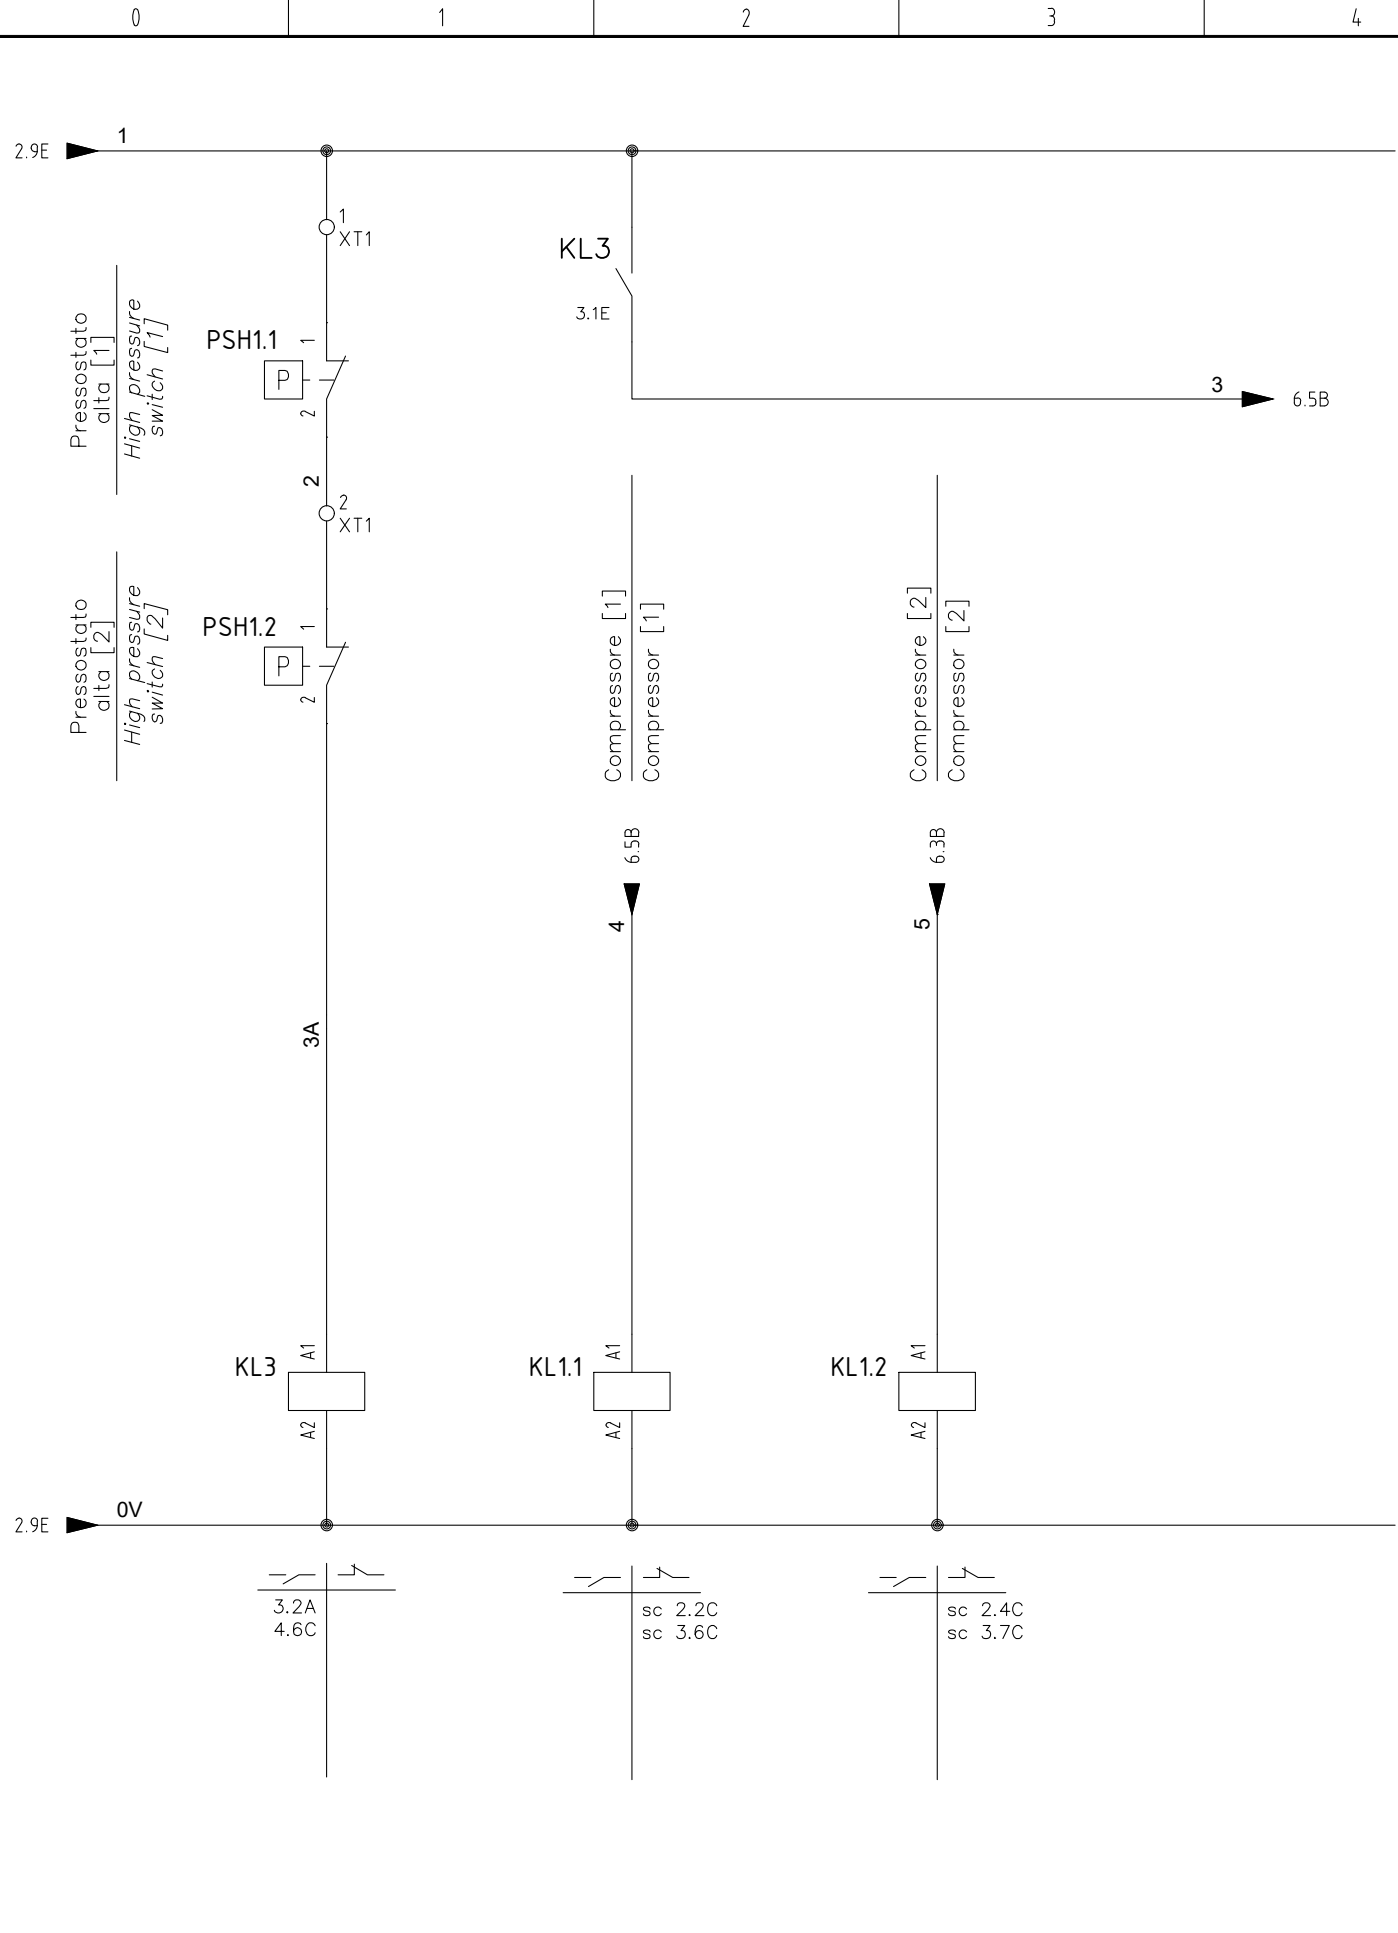 0 1 2 3 4
2.9E 1
1
XT1
KL3
3.1E
Pressostato
alta [1]
High pressure
switch [1]
PSH1.1
1
P
2
3
6.5B
2
2
XT1
Pressostato
alta [2]
High pressure
switch [2]
PSH1.2
1
P
2
Compressore [1]
Compressor [1]
Compressore [2]
Compressor [2]
6.5B
6.3B
4
5
3A
KL3
A1
A2
KL1.1
A1
A2
KL1.2
A1
A2
2.9E 0V
3.2A
4.6C
sc 2.2C
sc 3.6C
sc 2.4C
sc 3.7C